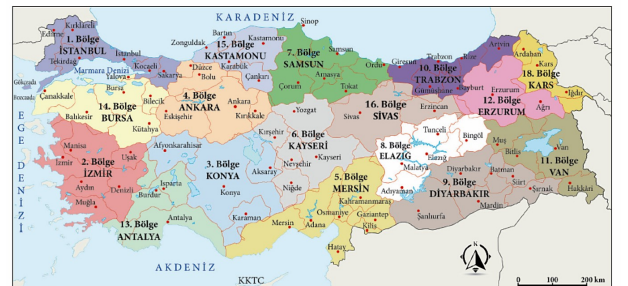 KARADENİZ
Sinop
Kırklareli
Edirne
1. Bölge
İSTANBUL
Tekirdağ
İstanbul
Bartın
Zonguldak
Kastamonu
15. Bölge
KASTAMONU
Karabük
Çankırı
7. Bölge
SAMSUN
Samsun
Ordu
Giresun
Trabzon
Rize
Artvin
Ardahan
Kars
18. Bölge
KARS
Iğdır
10. Bölge
TRABZON
Gümüşhane
Bayburt
Marmara Denizi
Yalova
Kocaeli
Sakarya
Düzce
Bolu
Çorum
Amasya
Tokat
Gökçeada
Bozcaada
Çanakkale
Bursa
Bilecik
14. Bölge
BURSA
Balıkesir
Kütahya
Eskişehir
4. Bölge
ANKARA
Ankara
Kırıkkale
Yozgat
Sivas
16. Bölge
SİVAS
Erzincan
Erzurum
12. Bölge
ERZURUM
Ağrı
EGE DENİZİ
Manisa
İzmir
2. Bölge
İZMİR
Uşak
Aydın
Denizli
Muğla
Afyonkarahisar
Isparta
Burdur
Antalya
13. Bölge
ANTALYA
3. Bölge
KONYA
Konya
Aksaray
Karaman
Kırşehir
6. Bölge
KAYSERİ
Nevşehir
Kayseri
Niğde
5. Bölge
MERSİN
Mersin
Adana
Osmaniye
Kahramanmaraş
Gaziantep
Kilis
Hatay
Tunceli
Bingöl
8. Bölge
ELAZIĞ
Elazığ
Malatya
Adıyaman
Muş
Bitlis
Van
11. Bölge
VAN
Hakkâri
Diyarbakır
Batman
Siirt
Şırnak
9. Bölge
DİYARBAKIR
Mardin
Şanlıurfa
AKDENİZ
KKTC
K
0 100 200 km